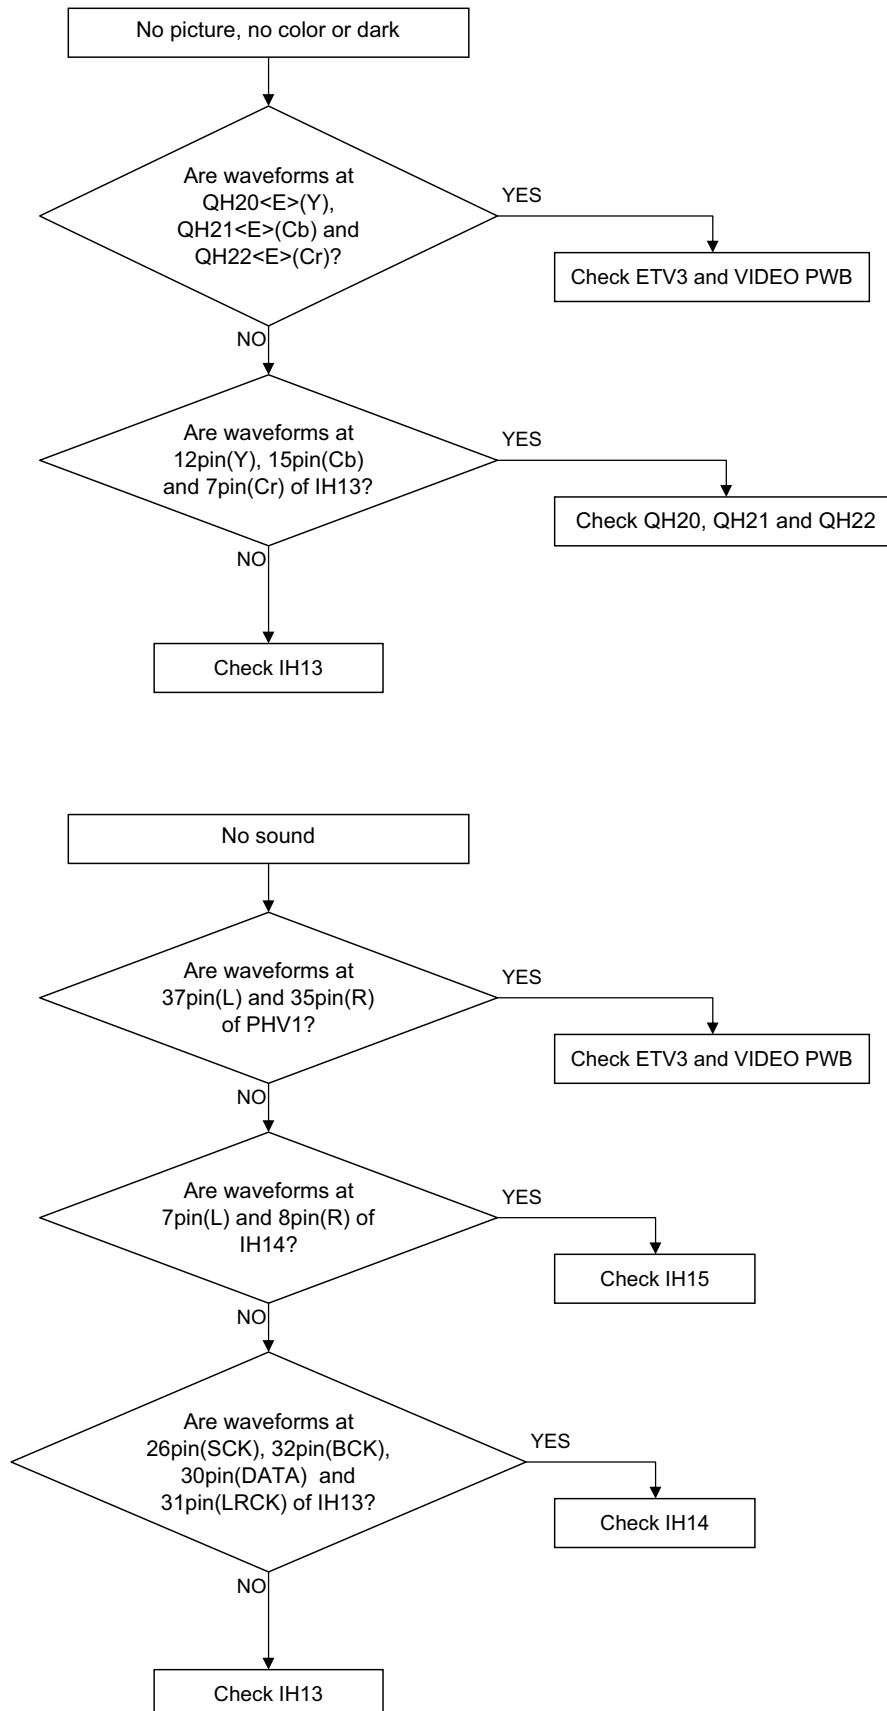 No picture, no color or dark
Are waveforms at
QH20<E>(Y),
QH21<E>(Cb) and
QH22<E>(Cr)?
YES
Check ETV3 and VIDEO PWB
NO
Are waveforms at
12pin(Y), 15pin(Cb)
and 7pin(Cr) of IH13?
YES
Check QH20, QH21 and QH22
NO
Check IH13
No sound
Are waveforms at
37pin(L) and 35pin(R)
of PHV1?
YES
Check ETV3 and VIDEO PWB
NO
Are waveforms at
7pin(L) and 8pin(R) of
IH14?
YES
Check IH15
NO
Are waveforms at
26pin(SCK), 32pin(BCK),
30pin(DATA)  and
31pin(LRCK) of IH13?
YES
Check IH14
NO
Check IH13